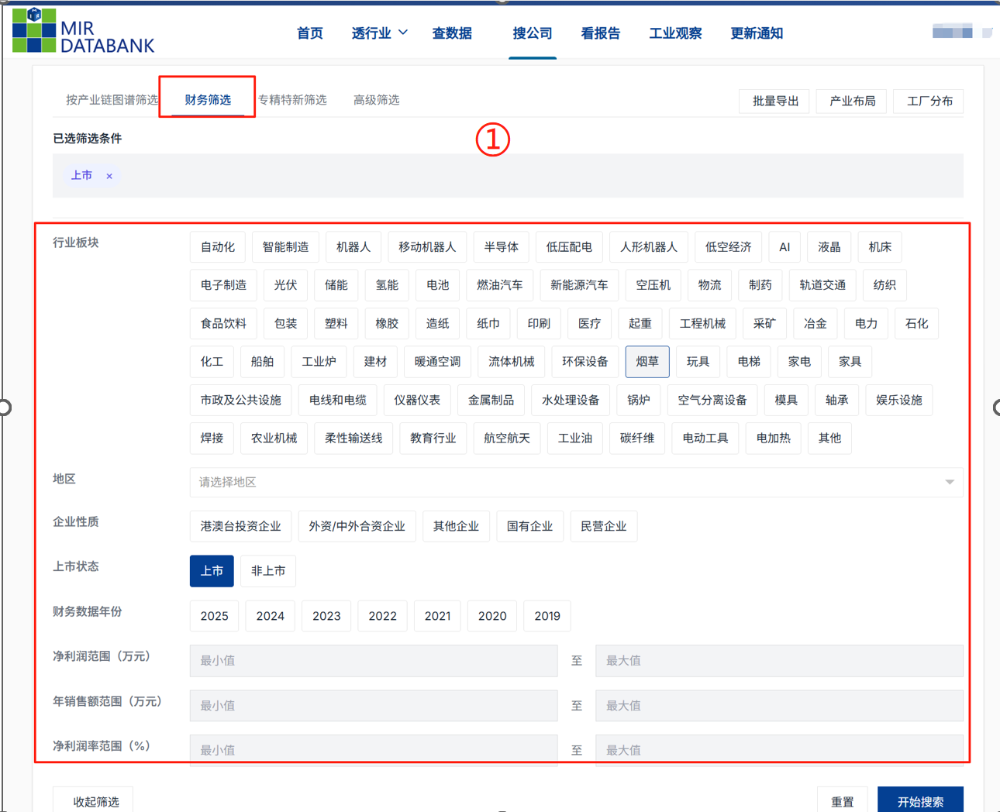 MIR DATABANK
首页 透行业 查数据 搜公司 看报告 工业观察 更新通知
按产业链图谱筛选 财务筛选 专精特新筛选 高级筛选 批量导出 产业布局 工厂分布
已选筛选条件
①
上市 ×
行业板块 自动化 智能制造 机器人 移动机器人 半导体 低压配电 人形机器人 低空经济 AI 液晶 机床
电子制造 光伏 储能 氢能 电池 燃油汽车 新能源汽车 空压机 物流 制药 轨道交通 纺织
食品饮料 包装 塑料 橡胶 造纸 纸巾 印刷 医疗 起重 工程机械 采矿 冶金 电力 石化
化工 船舶 工业炉 建材 暖通空调 流体机械 环保设备 烟草 玩具 电梯 家电 家具
市政及公共设施 电线和电缆 仪器仪表 金属制品 水处理设备 锅炉 空气分离设备 模具 轴承 娱乐设施
焊接 农业机械 柔性输送线 教育行业 航空航天 工业油 碳纤维 电动工具 电加热 其他
地区 请选择地区
企业性质 港澳台投资企业 外资/中外合资企业 其他企业 国有企业 民营企业
上市状态 上市 非上市
财务数据年份 2025 2024 2023 2022 2021 2020 2019
净利润范围（万元） 最小值 至 最大值
年销售额范围（万元） 最小值 至 最大值
净利润率范围（%） 最小值 至 最大值
收起筛选 重置 开始搜索